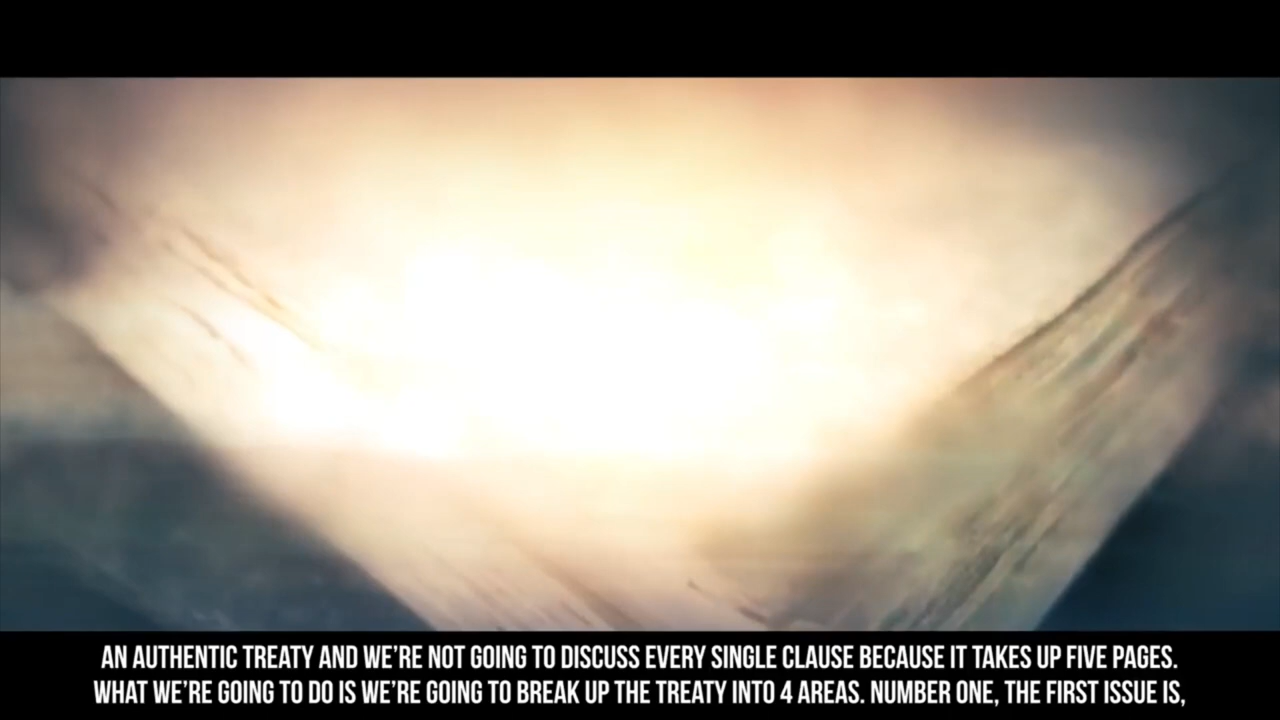 AN AUTHENTIC TREATY AND WE'RE NOT GOING TO DISCUSS EVERY SINGLE CLAUSE BECAUSE IT TAKES UP FIVE PAGES.
WHAT WE'RE GOING TO DO IS WE'RE GOING TO BREAK UP THE TREATY INTO 4 AREAS. NUMBER ONE, THE FIRST ISSUE IS,